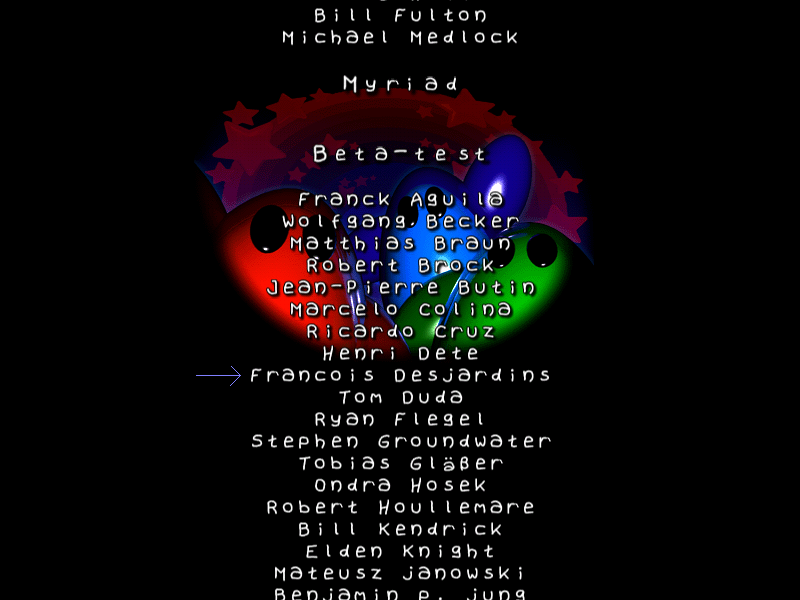 Bill Fulton
Michael Medlock
Myriad
Beta-test
Franck Aguila
Wolfgang Becker
Matthias Braun
Robert Brock
Jean-Pierre Butin
Marcelo Colina
Ricardo Cruz
Henri Dete
Francois Desjardins
Tom Duda
Ryan Flegel
Stephen Groundwater
Tobias Gläßer
Ondra Hosek
Robert Houllemare
Bill Kendrick
Elden Knight
Mateusz Janowski
Benjamin P. Jung